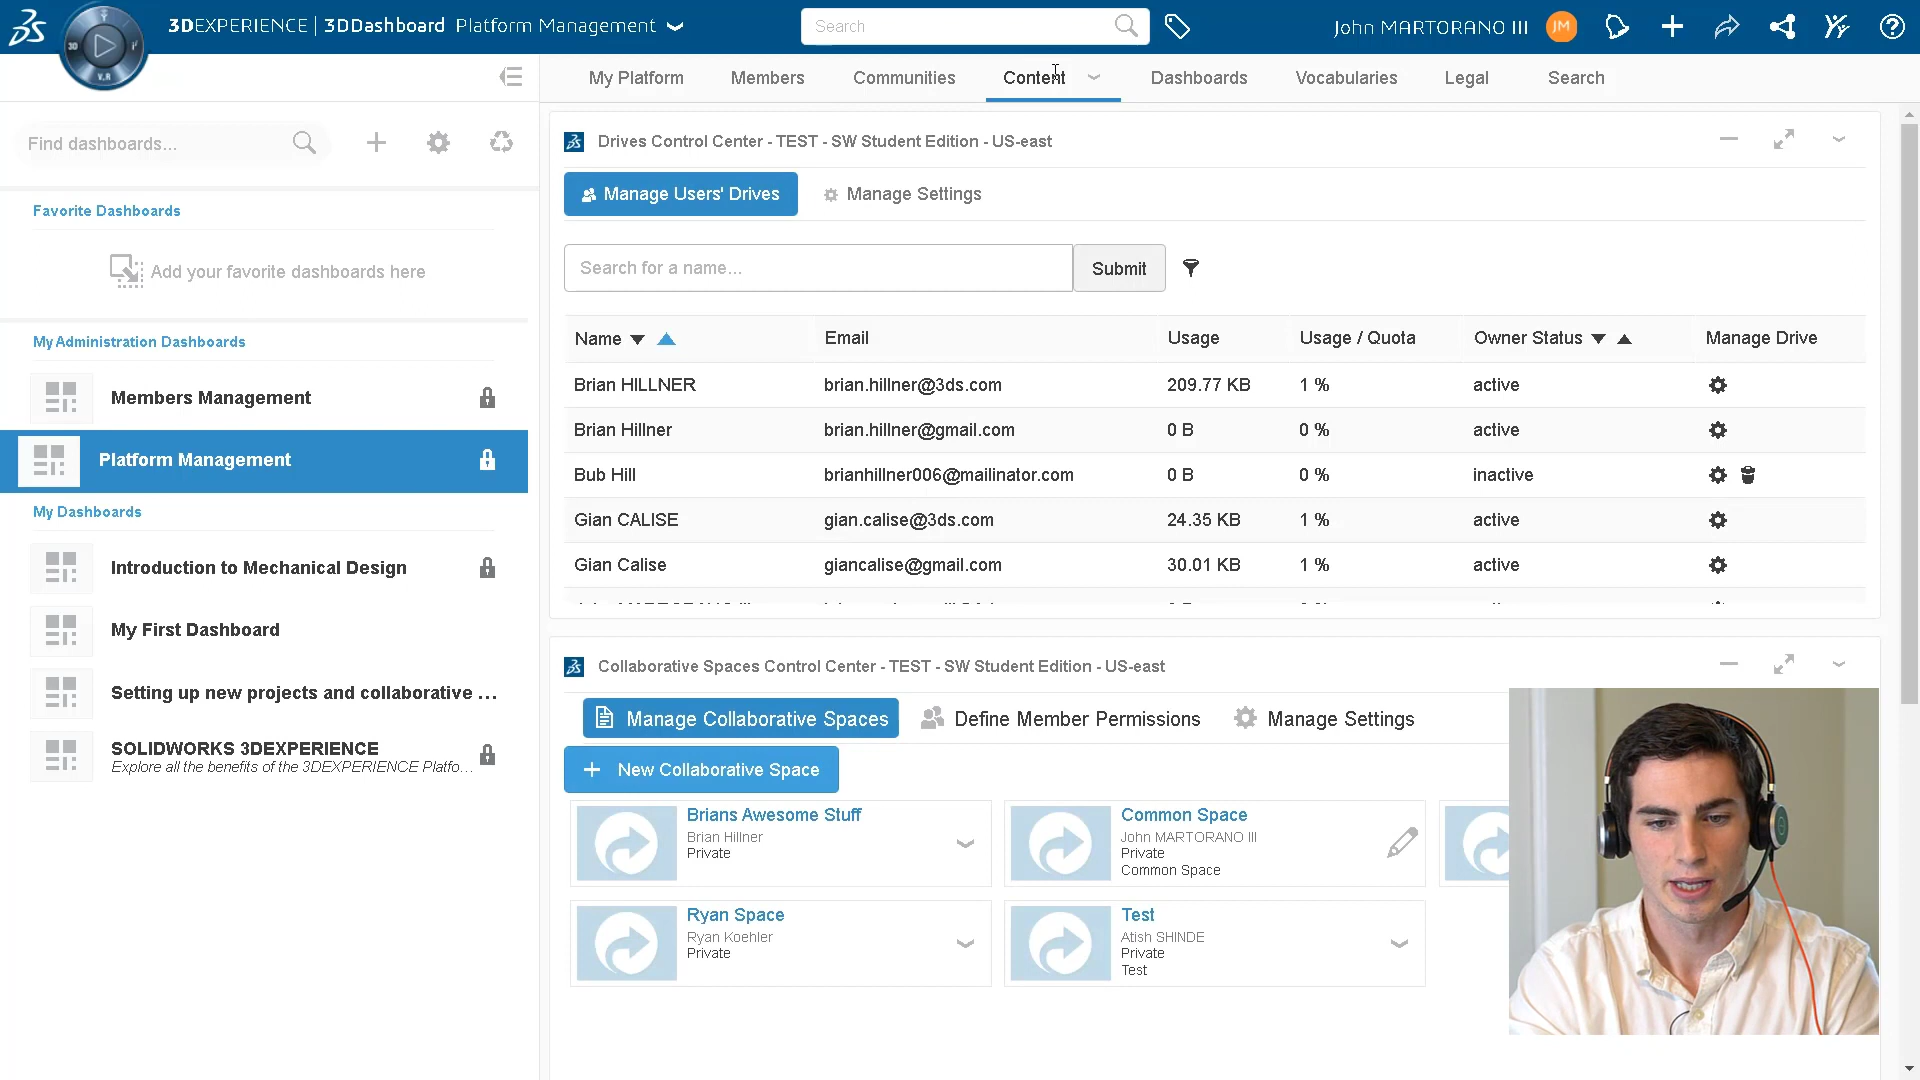 3DEXPERIENCE | 3DDashboard Platform Management
Search
John MARTORANO III
JM
3D
V.R
My Platform
Members
Communities
Content
Dashboards
Vocabularies
Legal
Search
Find dashboards...
Favorite Dashboards
Add your favorite dashboards here
My Administration Dashboards
Members Management
Platform Management
My Dashboards
Introduction to Mechanical Design
My First Dashboard
Setting up new projects and collaborative ...
SOLIDWORKS 3DEXPERIENCE
Explore all the benefits of the 3DEXPERIENCE Platfo...
Drives Control Center - TEST - SW Student Edition - US-east
Manage Users' Drives
Manage Settings
Search for a name...
Submit
Name Email Usage Usage / Quota Owner Status Manage Drive
Brian HILLNER brian.hillner@3ds.com 209.77 KB 1 % active
Brian Hillner brian.hillner@gmail.com 0 B 0 % active
Bub Hill brianhillner006@mailinator.com 0 B 0 % inactive
Gian CALISE gian.calise@3ds.com 24.35 KB 1 % active
Gian Calise giancalise@gmail.com 30.01 KB 1 % active
Collaborative Spaces Control Center - TEST - SW Student Edition - US-east
Manage Collaborative Spaces
Define Member Permissions
Manage Settings
New Collaborative Space
Brians Awesome Stuff
Brian Hillner
Private
Common Space
John MARTORANO III
Private
Common Space
Ryan Space
Ryan Koehler
Private
Test
Atish SHINDE
Private
Test